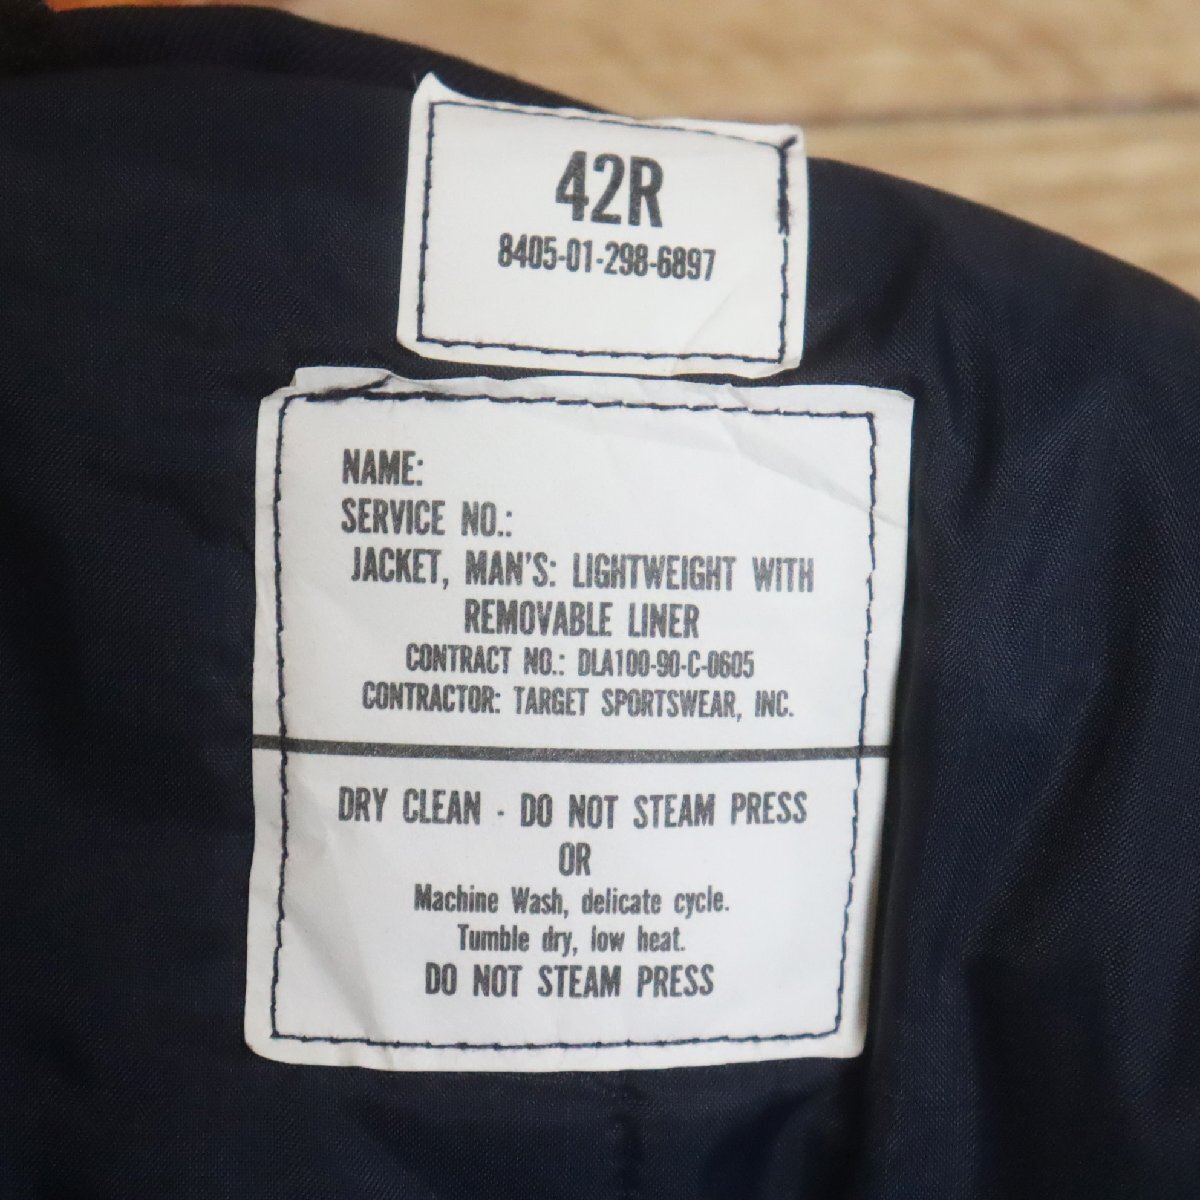 42R
8405-01-298-6897
NAME:
SERVICE NO.:
JACKET, MAN'S: LIGHTWEIGHT WITH
REMOVABLE LINER
CONTRACT NO.: DLA100-90-C-0605
CONTRACTOR: TARGET SPORTSWEAR, INC.
DRY CLEAN - DO NOT STEAM PRESS
OR
Machine Wash, delicate cycle.
Tumble dry, low heat.
DO NOT STEAM PRESS